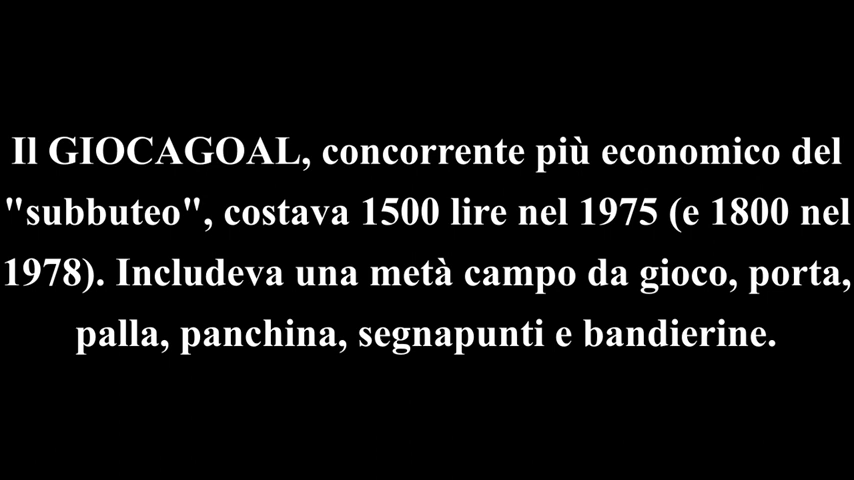 Il GIOCAGOAL, concorrente più economico del
"subbuteo", costava 1500 lire nel 1975 (e 1800 nel
1978). Includeva una metà campo da gioco, porta,
palla, panchina, segnapunti e bandierine.